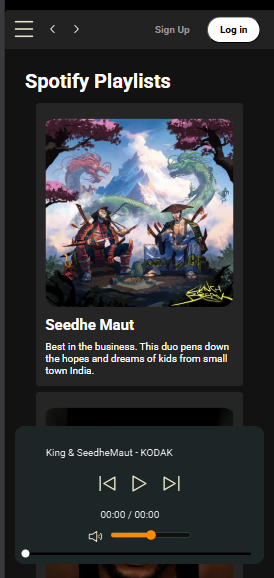 Sign Up
Log in
Spotify Playlists
Seedhe Maut
Best in the business. This duo pens down
the hopes and dreams of kids from small
town India.
King & SeedheMaut - KODAK
00:00 / 00:00